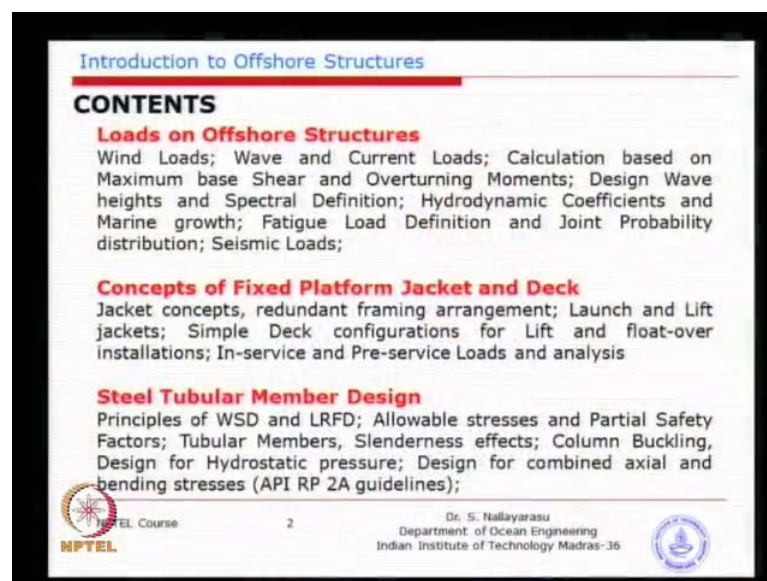 Introduction to Offshore Structures
CONTENTS
Loads on Offshore Structures
Wind Loads; Wave and Current Loads; Calculation based on
Maximum base Shear and Overturning Moments; Design Wave
heights and Spectral Definition; Hydrodynamic Coefficients and
Marine growth; Fatigue Load Definition and Joint Probability
distribution; Seismic Loads;
Concepts of Fixed Platform Jacket and Deck
Jacket concepts, redundant framing arrangement; Launch and Lift
jackets; Simple Deck configurations for Lift and float-over
installations; In-service and Pre-service Loads and analysis
Steel Tubular Member Design
Principles of WSD and LRFD; Allowable stresses and Partial Safety
Factors; Tubular Members, Slenderness effects; Column Buckling,
Design for Hydrostatic pressure; Design for combined axial and
bending stresses (API RP 2A guidelines);
NPTEL Course
2
Dr. S. Nallayarasu
Department of Ocean Engineering
Indian Institute of Technology Madras-36
NPTEL